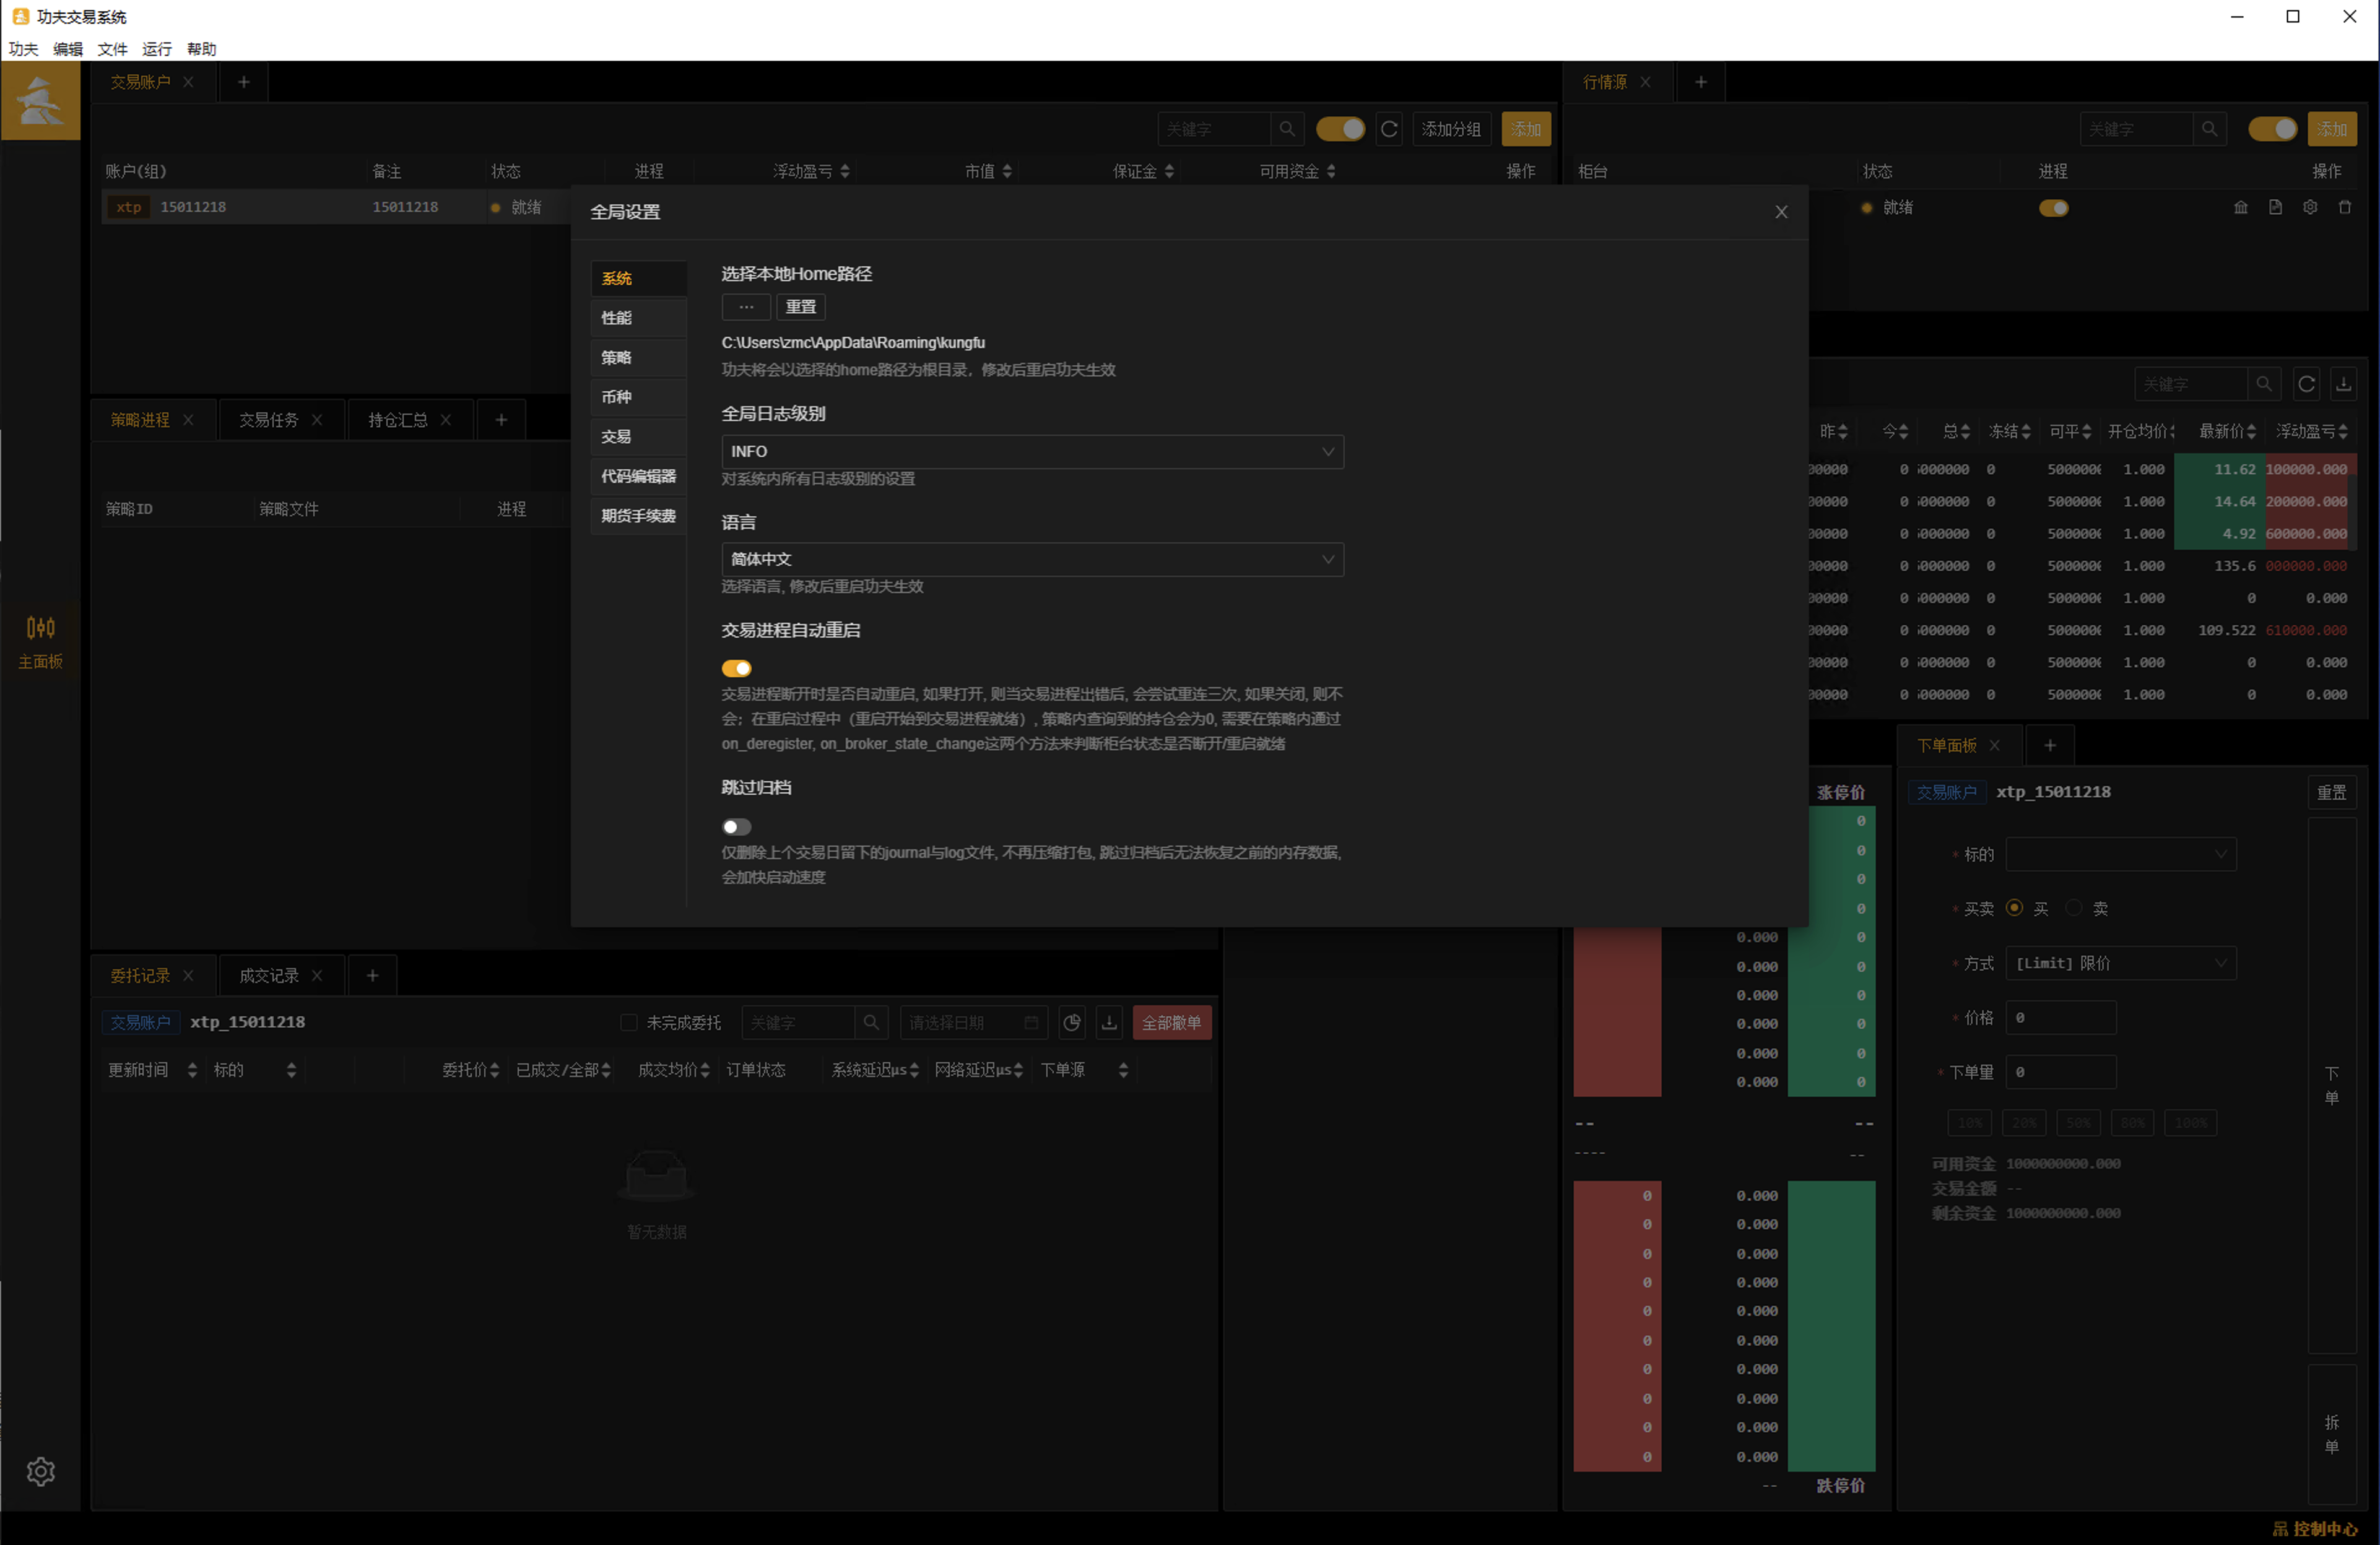 功夫交易系统
功夫 编辑 文件 运行 帮助
交易账户
行情源
关键字 添加分组 添加
关键字 添加
账户(组) 备注 状态 进程 浮动盈亏 市值 保证金 可用资金 操作
柜台 状态 进程 操作
xtp 15011218 15011218 就绪
就绪
全局设置
系统
性能
策略
币种
交易
代码编辑器
期货手续费
选择本地Home路径
··· 重置
C:\Users\zmc\AppData\Roaming\kungfu
功夫将会以选择的home路径为根目录，修改后重启功夫生效
全局日志级别
INFO
对系统内所有日志级别的设置
语言
简体中文
选择语言, 修改后重启功夫生效
交易进程自动重启
交易进程断开时是否自动重启, 如果打开, 则当交易进程出错后, 会尝试重连三次, 如果关闭, 则不
会；在重启过程中（重启开始到交易进程就绪）, 策略内查询到的持仓会为0, 需要在策略内通过
on_deregister, on_broker_state_change这两个方法来判断柜台状态是否断开/重启就绪
跳过归档
仅删除上个交易日留下的journal与log文件, 不再压缩打包, 跳过归档后无法恢复之前的内存数据,
会加快启动速度
策略进程 交易任务 持仓汇总
策略ID 策略文件 进程
主面板
关键字
昨 今 总 冻结 可平 开仓均价 最新价 浮动盈亏
00000 0 000000 0 500000 1.000 11.62 100000.000
00000 0 000000 0 500000 1.000 14.64 200000.000
00000 0 000000 0 500000 1.000 4.92 600000.000
00000 0 000000 0 500000 1.000 135.6 000000.000
00000 0 000000 0 500000 1.000 0 0.000
00000 0 000000 0 500000 1.000 109.522 610000.000
00000 0 000000 0 500000 1.000 0 0.000
00000 0 000000 0 500000 1.000 0 0.000
委托记录 成交记录
交易账户 xtp_15011218 未完成委托 关键字 请选择日期 全部撤单
更新时间 标的 委托价 已成交/全部 成交均价 订单状态 系统延迟μs 网络延迟μs 下单源
暂无数据
涨停价
0
0
0
0
0.000 0
0.000 0
0.000 0
0.000 0
0.000 0
0.000 0
-- --
---- --
0 0.000
0 0.000
0 0.000
0 0.000
0 0.000
0 0.000
0 0.000
0 0.000
0 0.000
0 0.000
-- 跌停价
下单面板
交易账户 xtp_15011218 重置
* 标的
* 买卖 买 卖
* 方式 [Limit] 限价
* 价格 0
* 下单量 0
10% 20% 50% 80% 100%
可用资金 1000000000.000
交易金额 --
剩余资金 1000000000.000
下
单
拆
单
控制中心